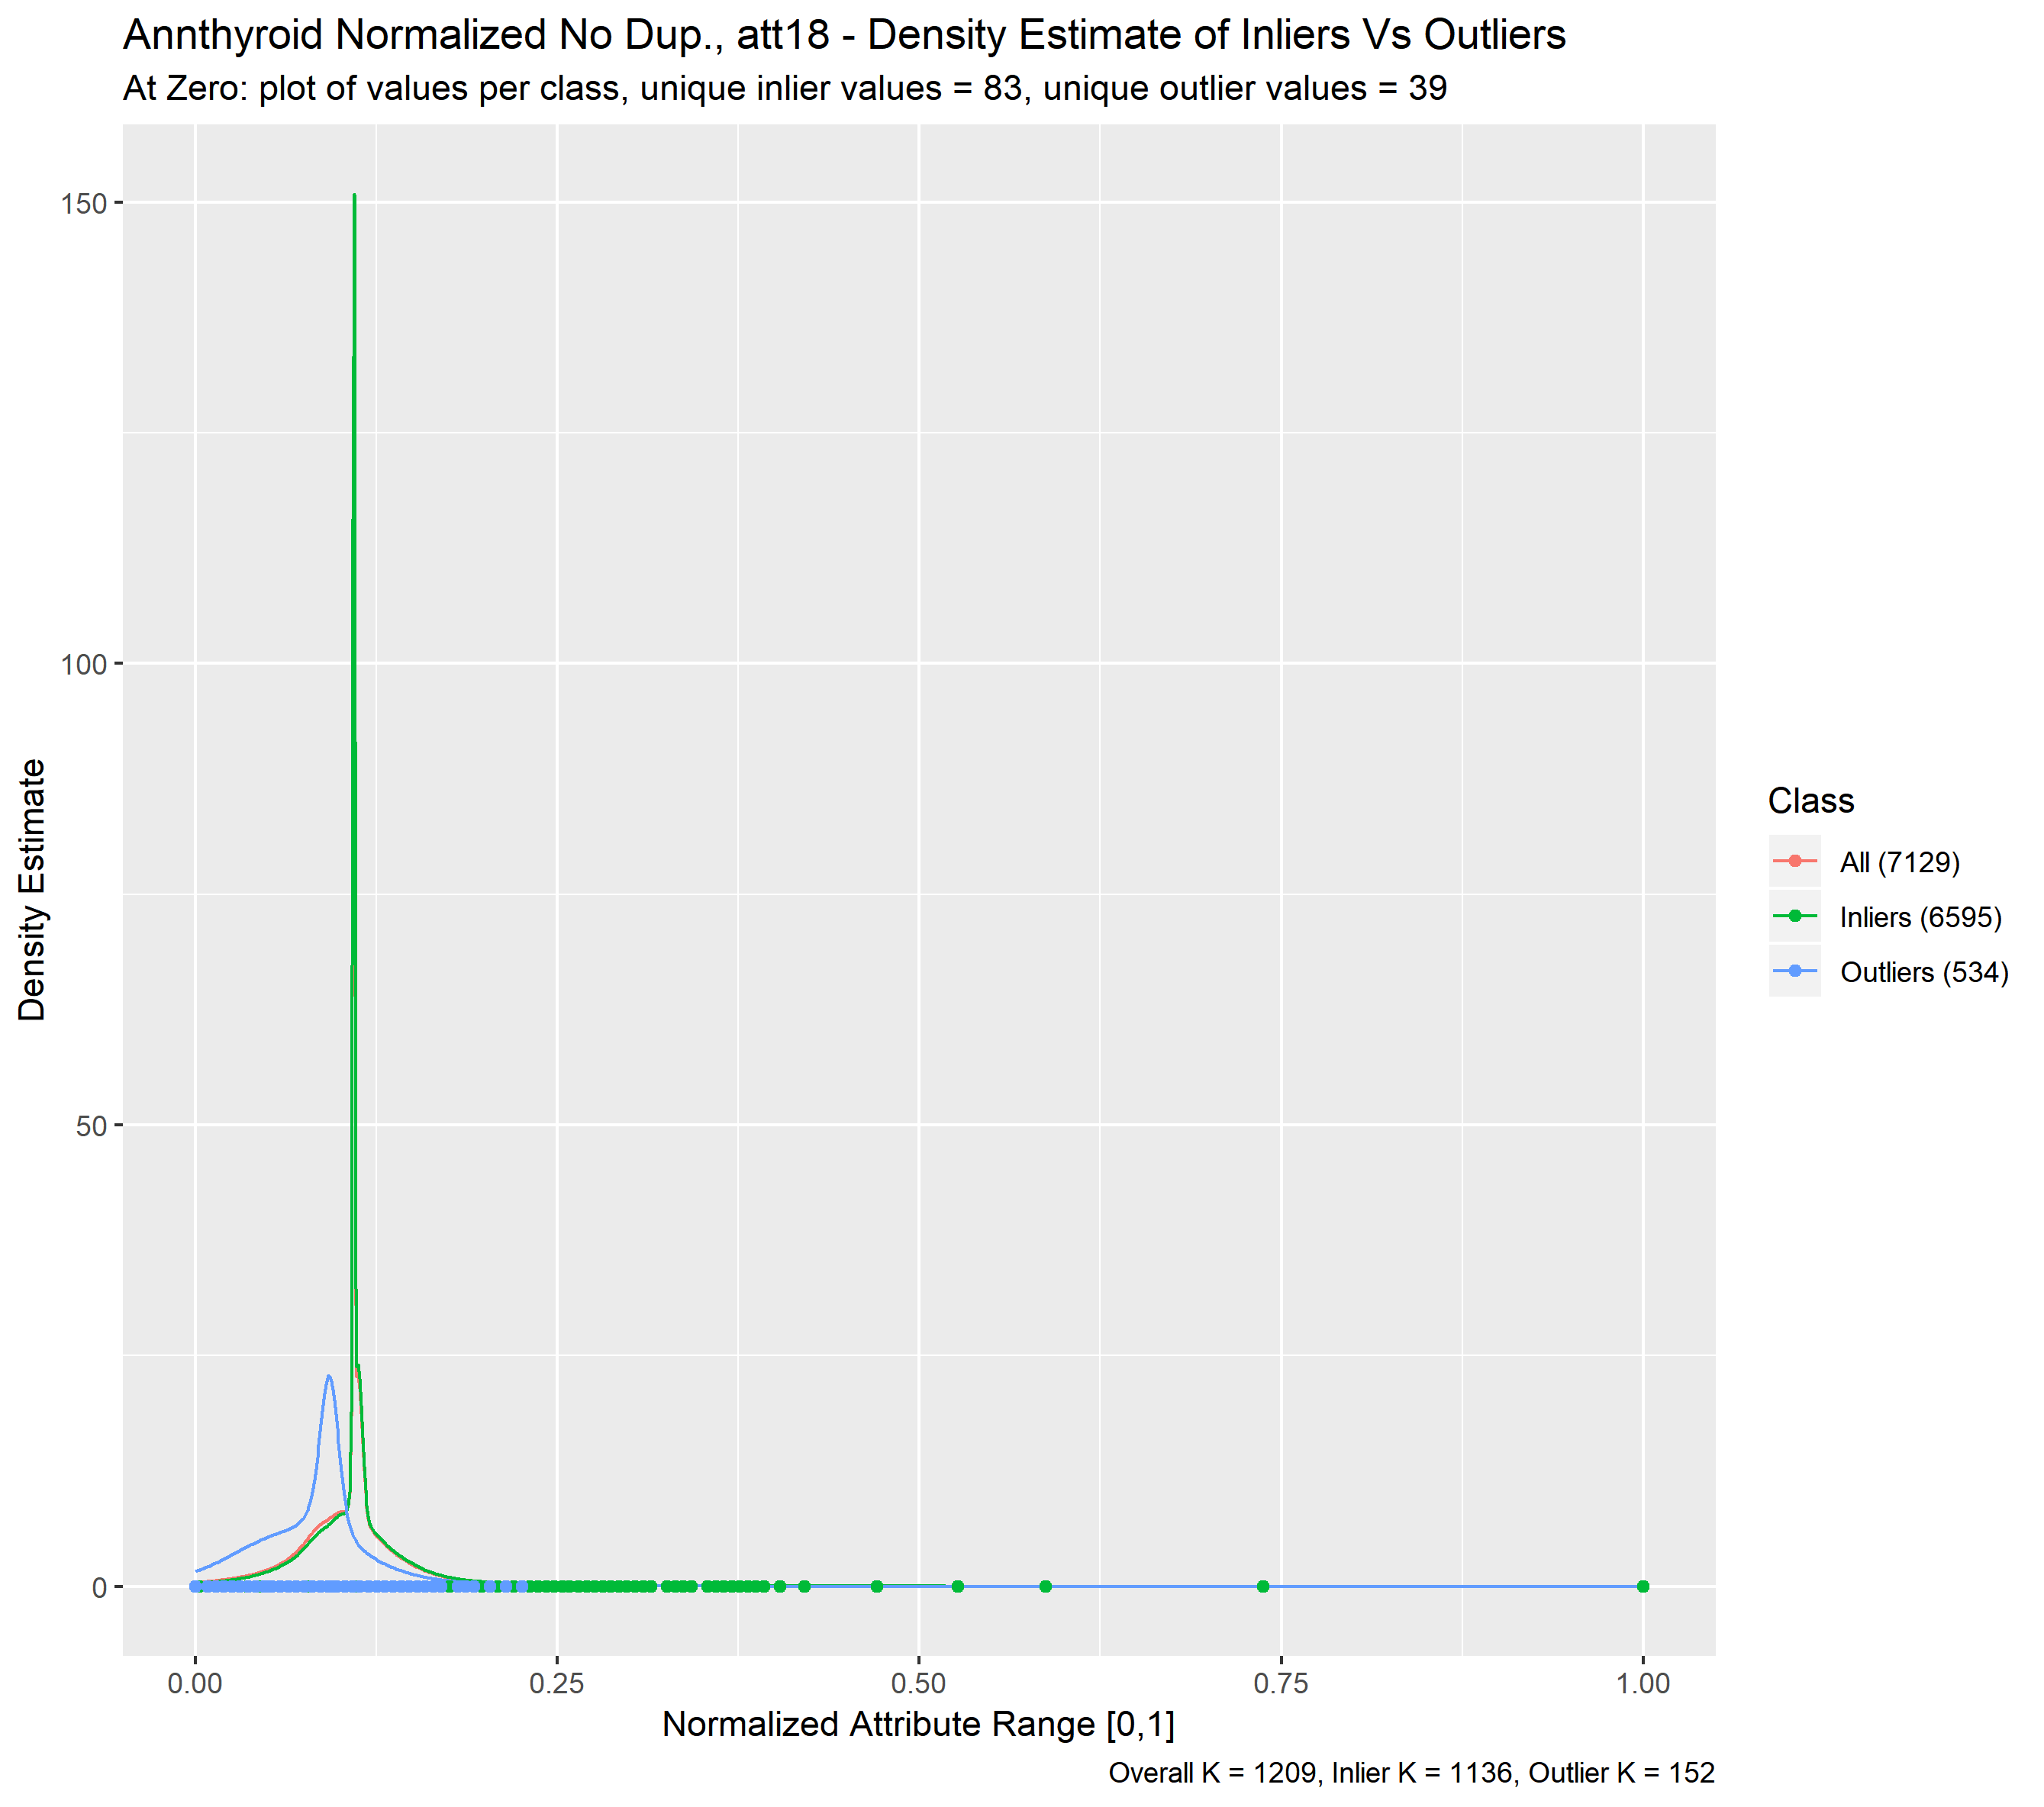 Annthyroid Normalized No Dup., att18 - Density Estimate of Inliers Vs Outliers
At Zero: plot of values per class, unique inlier values = 83, unique outlier values = 39
150
100
50
0
Density Estimate
0.00 0.25 0.50 0.75 1.00
Normalized Attribute Range [0,1]
Overall K = 1209, Inlier K = 1136, Outlier K = 152
Class
All (7129)
Inliers (6595)
Outliers (534)